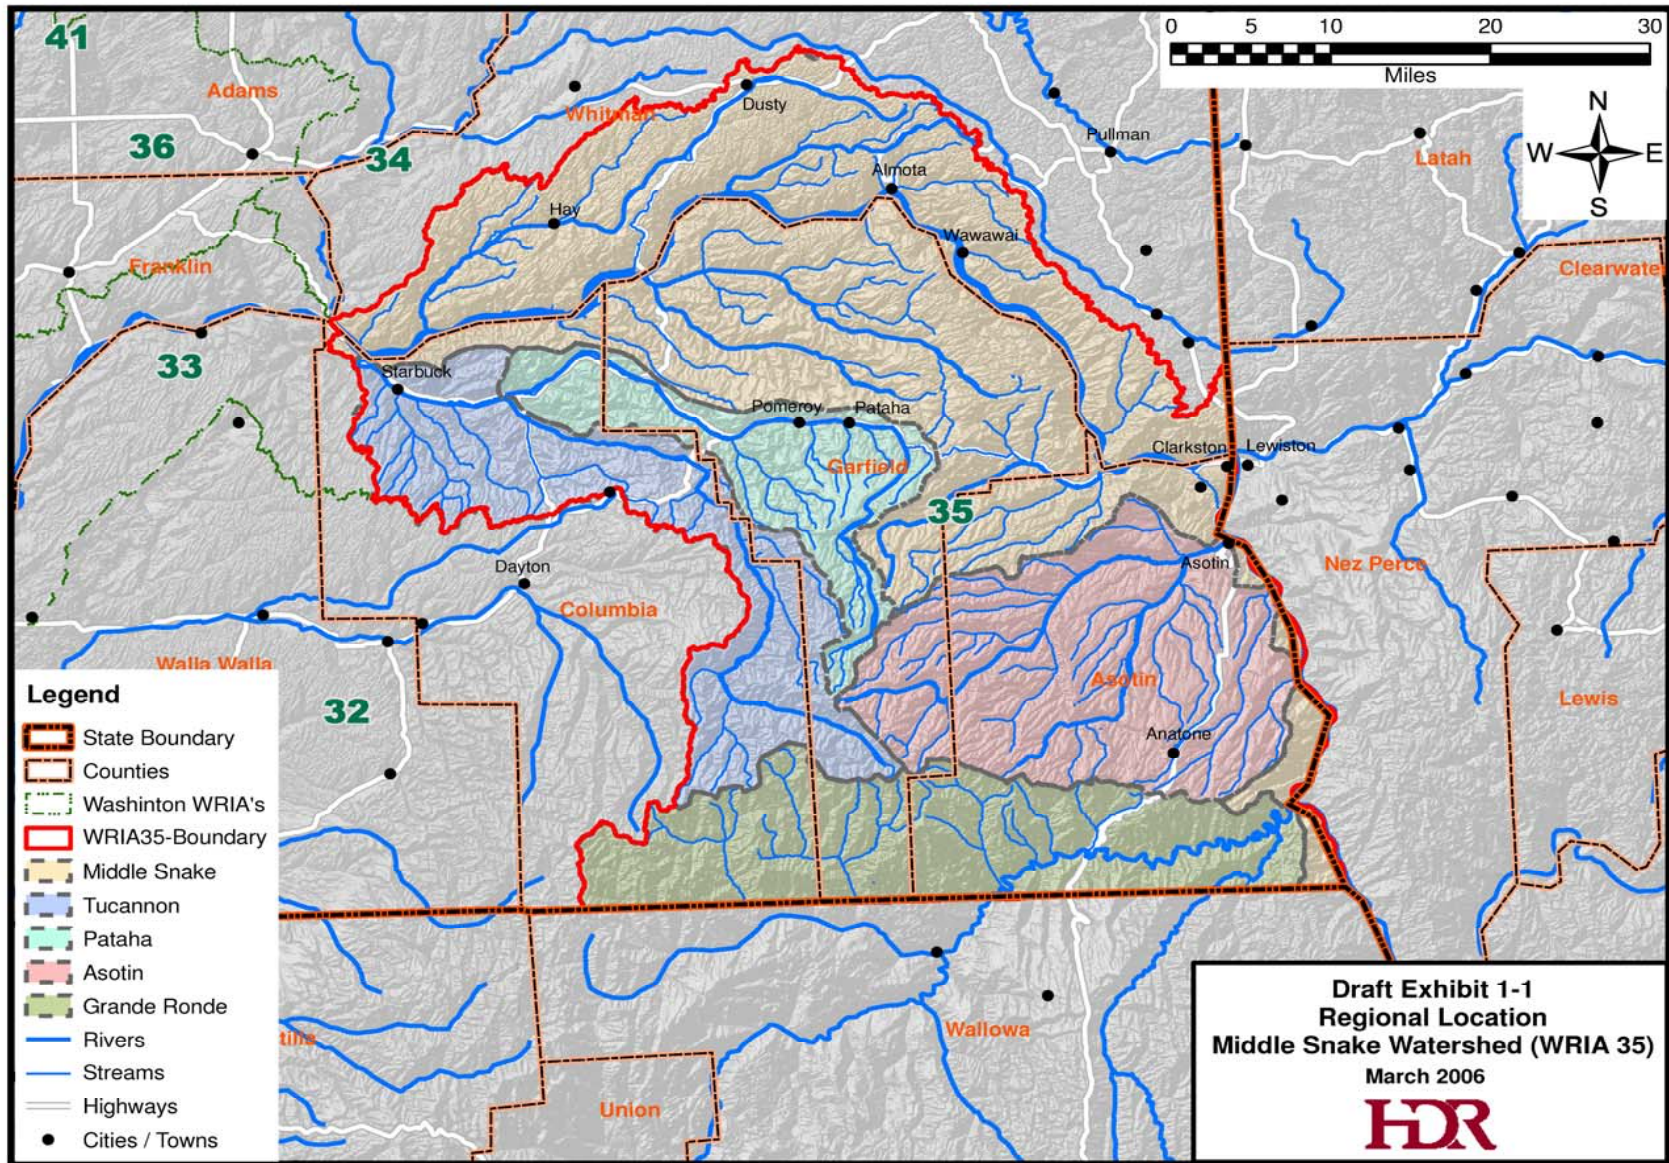 41
Adams
36
34
Whitman
Dusty
Pullman
Latah
0 5 10 20 30
Miles
N
W E
S
Almota
Hay
Wawawai
Franklin
Clearwater
33
Starbuck
Pomeroy
Pataha
Garfield
Clarkston
Lewiston
35
Asotin
Nez Perce
Dayton
Columbia
Walla Walla
32
Asotin
Anatone
Lewis
Legend
State Boundary
Counties
Washinton WRIA's
WRIA35-Boundary
Middle Snake
Tucannon
Pataha
Asotin
Grande Ronde
Rivers
Streams
Highways
Cities / Towns
tilla
Wallowa
Union
Draft Exhibit 1-1
Regional Location
Middle Snake Watershed (WRIA 35)
March 2006
HDR